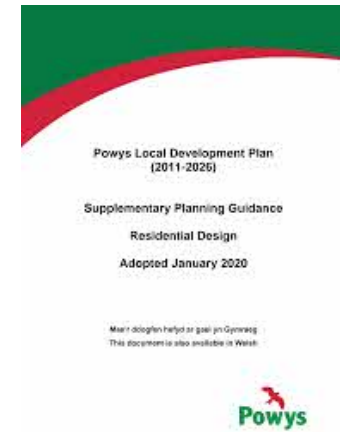 Powys Local Development Plan
(2011-2026)
Supplementary Planning Guidance
Residential Design
Adopted January 2020
Mae'r ddogfen hefyd ar gael yn Gymraeg
This document is also available in Welsh
Powys